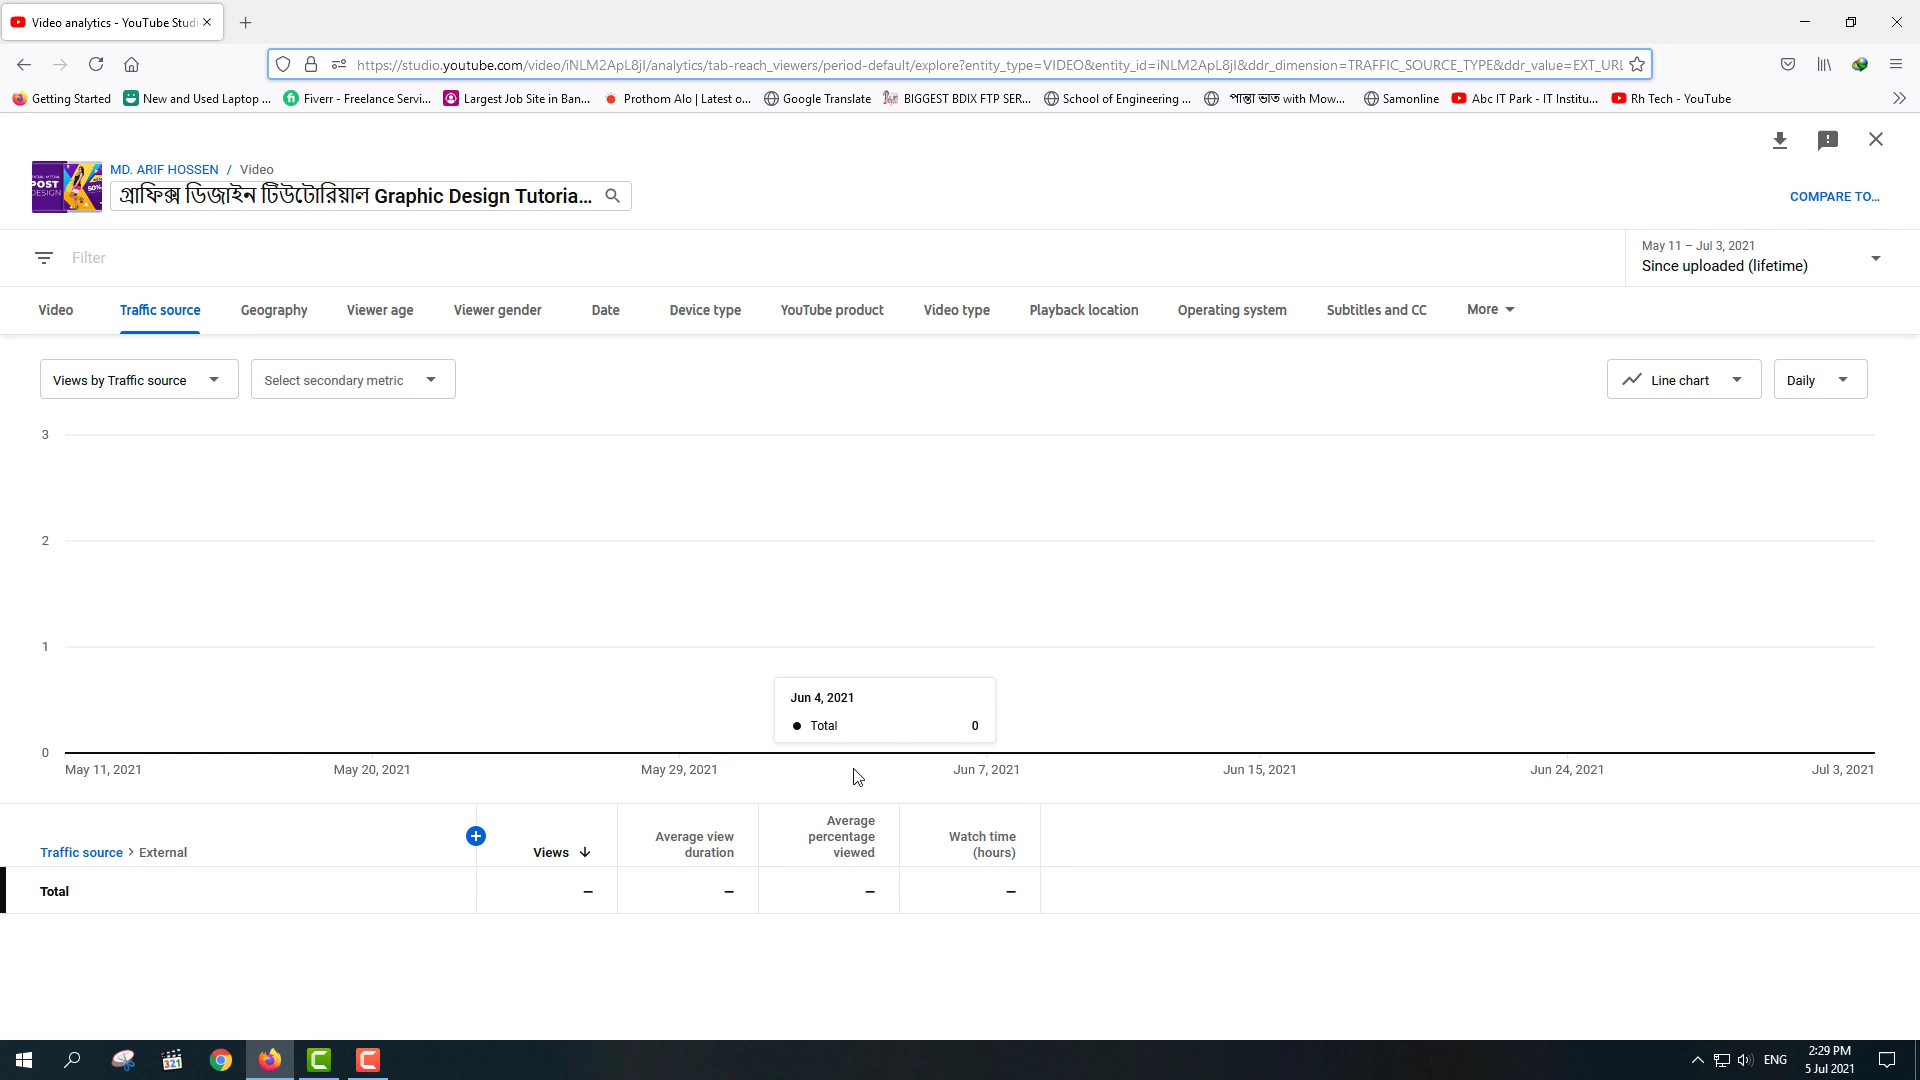 Video analytics - YouTube Studi
https://studio.youtube.com/video/iNLM2ApL8jI/analytics/tab-reach_viewers/period-default/explore?entity_type=VIDEO&entity_id=iNLM2ApL8jI&ddr_dimension=TRAFFIC_SOURCE_TYPE&ddr_value=EXT_URL
Getting Started New and Used Laptop ... Fiverr - Freelance Servi... Largest Job Site in Ban... Prothom Alo | Latest o... Google Translate BIGGEST BDIX FTP SER... School of Engineering ... পান্তা ভাত with Mow... Samonline Abc IT Park - IT Institu... Rh Tech - YouTube
SOCIAL MEDIA
POST
DESIGN
50%
MD. ARIF HOSSEN / Video
গ্রাফিক্স ডিজাইন টিউটোরিয়াল Graphic Design Tutoria...
COMPARE TO...
Filter
May 11 – Jul 3, 2021
Since uploaded (lifetime)
Video Traffic source Geography Viewer age Viewer gender Date Device type YouTube product Video type Playback location Operating system Subtitles and CC More
Views by Traffic source Select secondary metric Line chart Daily
3
2
1
Jun 4, 2021
Total 0
0
May 11, 2021 May 20, 2021 May 29, 2021 Jun 7, 2021 Jun 15, 2021 Jun 24, 2021 Jul 3, 2021
Traffic source > External Views Average view duration Average percentage viewed Watch time (hours)
Total – – – –
321
ENG
2:29 PM
5 Jul 2021